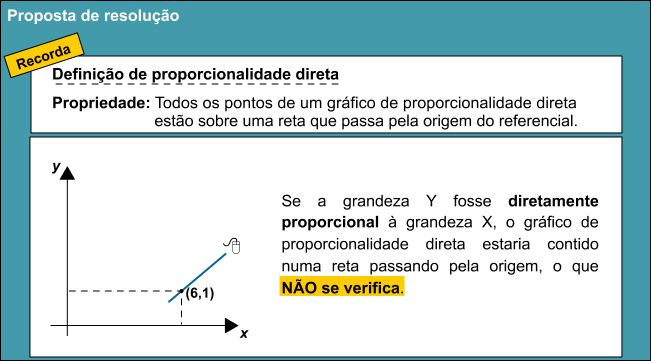 Proposta de resolução
Recorda
Definição de proporcionalidade direta
Propriedade: Todos os pontos de um gráfico de proporcionalidade direta
estão sobre uma reta que passa pela origem do referencial.
y
(6,1)
x
Se a grandeza Y fosse diretamente
proporcional à grandeza X, o gráfico de
proporcionalidade direta estaria contido
numa reta passando pela origem, o que
NÃO se verifica.